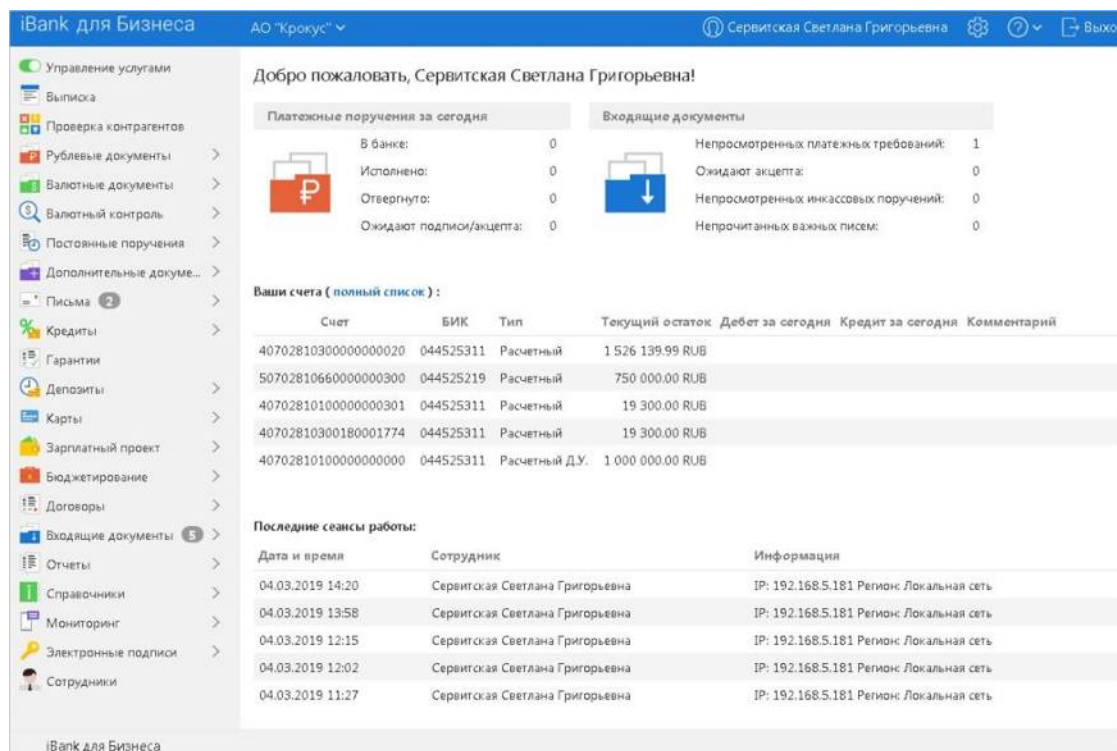 iBank для Бизнеса
АО "Крокус"
Сервитская Светлана Григорьевна
Выхо
Управление услугами
Выписка
Проверка контрагентов
Рублевые документы
Валютные документы
Валютный контроль
Постоянные поручения
Дополнительные докуме...
Письма 2
Кредиты
Гарантии
Депозиты
Карты
Зарплатный проект
Бюджетирование
Договоры
Входящие документы 5
Отчеты
Справочники
Мониторинг
Электронные подписи
Сотрудники
Добро пожаловать, Сервитская Светлана Григорьевна!
Платежные поручения за сегодня
В банке: 0
Исполнено: 0
Отвергнуто: 0
Ожидают подписи/акцепта: 0
Входящие документы
Непросмотренных платежных требований: 1
Ожидают акцепта: 0
Непросмотренных инкассовых поручений: 0
Непрочитанных важных писем: 0
Ваши счета ( полный список ) :
Счет БИК Тип Текущий остаток Дебет за сегодня Кредит за сегодня Комментарий
40702810300000000020 044525311 Расчетный 1 526 139.99 RUB
50702810660000000300 044525219 Расчетный 750 000.00 RUB
40702810100000000301 044525311 Расчетный 19 300.00 RUB
40702810300180001774 044525311 Расчетный 19 300.00 RUB
40702810100000000000 044525311 Расчетный Д.У. 1 000 000.00 RUB
Последние сеансы работы:
Дата и время Сотрудник Информация
04.03.2019 14:20 Сервитская Светлана Григорьевна IP: 192.168.5.181 Регион: Локальная сеть
04.03.2019 13:58 Сервитская Светлана Григорьевна IP: 192.168.5.181 Регион: Локальная сеть
04.03.2019 12:15 Сервитская Светлана Григорьевна IP: 192.168.5.181 Регион: Локальная сеть
04.03.2019 12:02 Сервитская Светлана Григорьевна IP: 192.168.5.181 Регион: Локальная сеть
04.03.2019 11:27 Сервитская Светлана Григорьевна IP: 192.168.5.181 Регион: Локальная сеть
iBank для Бизнеса